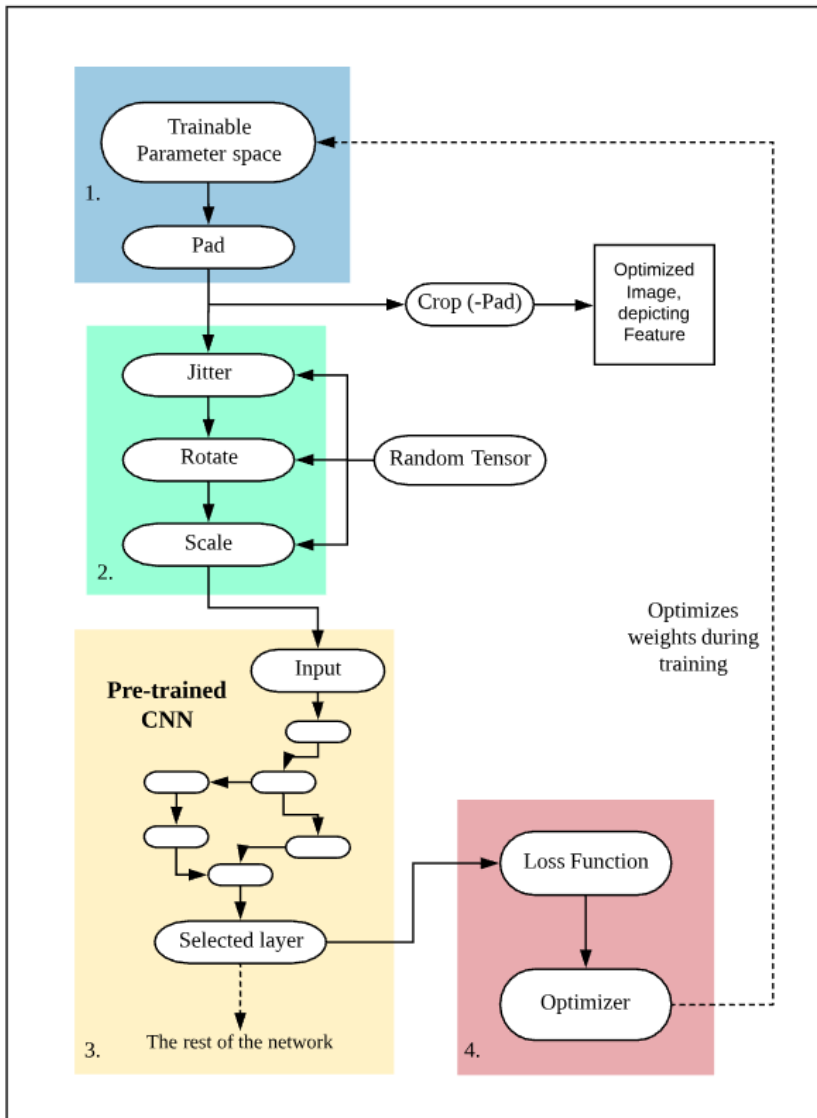 Trainable
Parameter space
1.
Pad
Crop (-Pad)
Optimized
Image,
depicting
Feature
Jitter
Rotate
Random Tensor
Scale
2.
Optimizes
weights during
training
Input
Pre-trained
CNN
Loss Function
Selected layer
Optimizer
The rest of the network
3.
4.